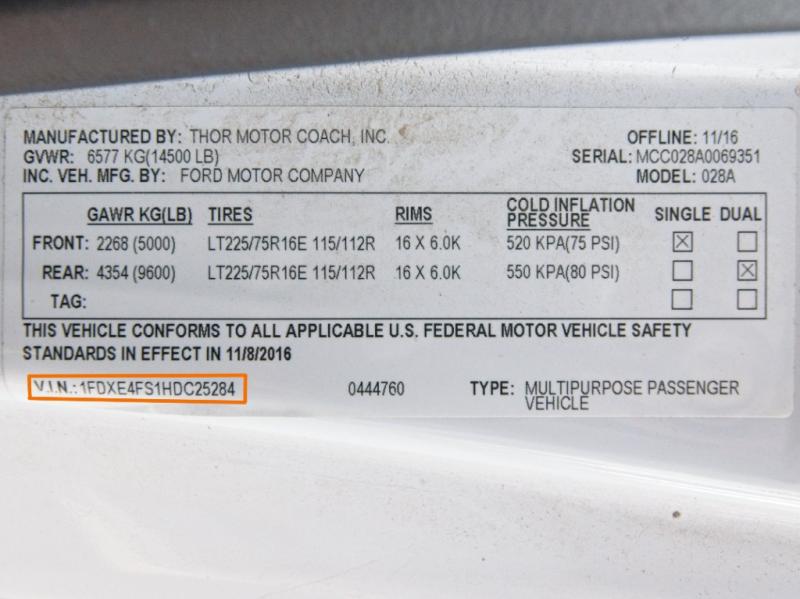 MANUFACTURED BY: THOR MOTOR COACH, INC. OFFLINE: 11/16
GVWR: 6577 KG(14500 LB) SERIAL: MCC028A0069351
INC. VEH. MFG. BY: FORD MOTOR COMPANY MODEL: 028A
GAWR KG(LB) TIRES RIMS COLD INFLATION PRESSURE SINGLE DUAL
FRONT: 2268 (5000) LT225/75R16E 115/112R 16 X 6.0K 520 KPA(75 PSI)
REAR: 4354 (9600) LT225/75R16E 115/112R 16 X 6.0K 550 KPA(80 PSI)
TAG:
THIS VEHICLE CONFORMS TO ALL APPLICABLE U.S. FEDERAL MOTOR VEHICLE SAFETY
STANDARDS IN EFFECT IN 11/8/2016
V.I.N.: 1FDXE4FS1HDC25284 0444760 TYPE: MULTIPURPOSE PASSENGER
VEHICLE